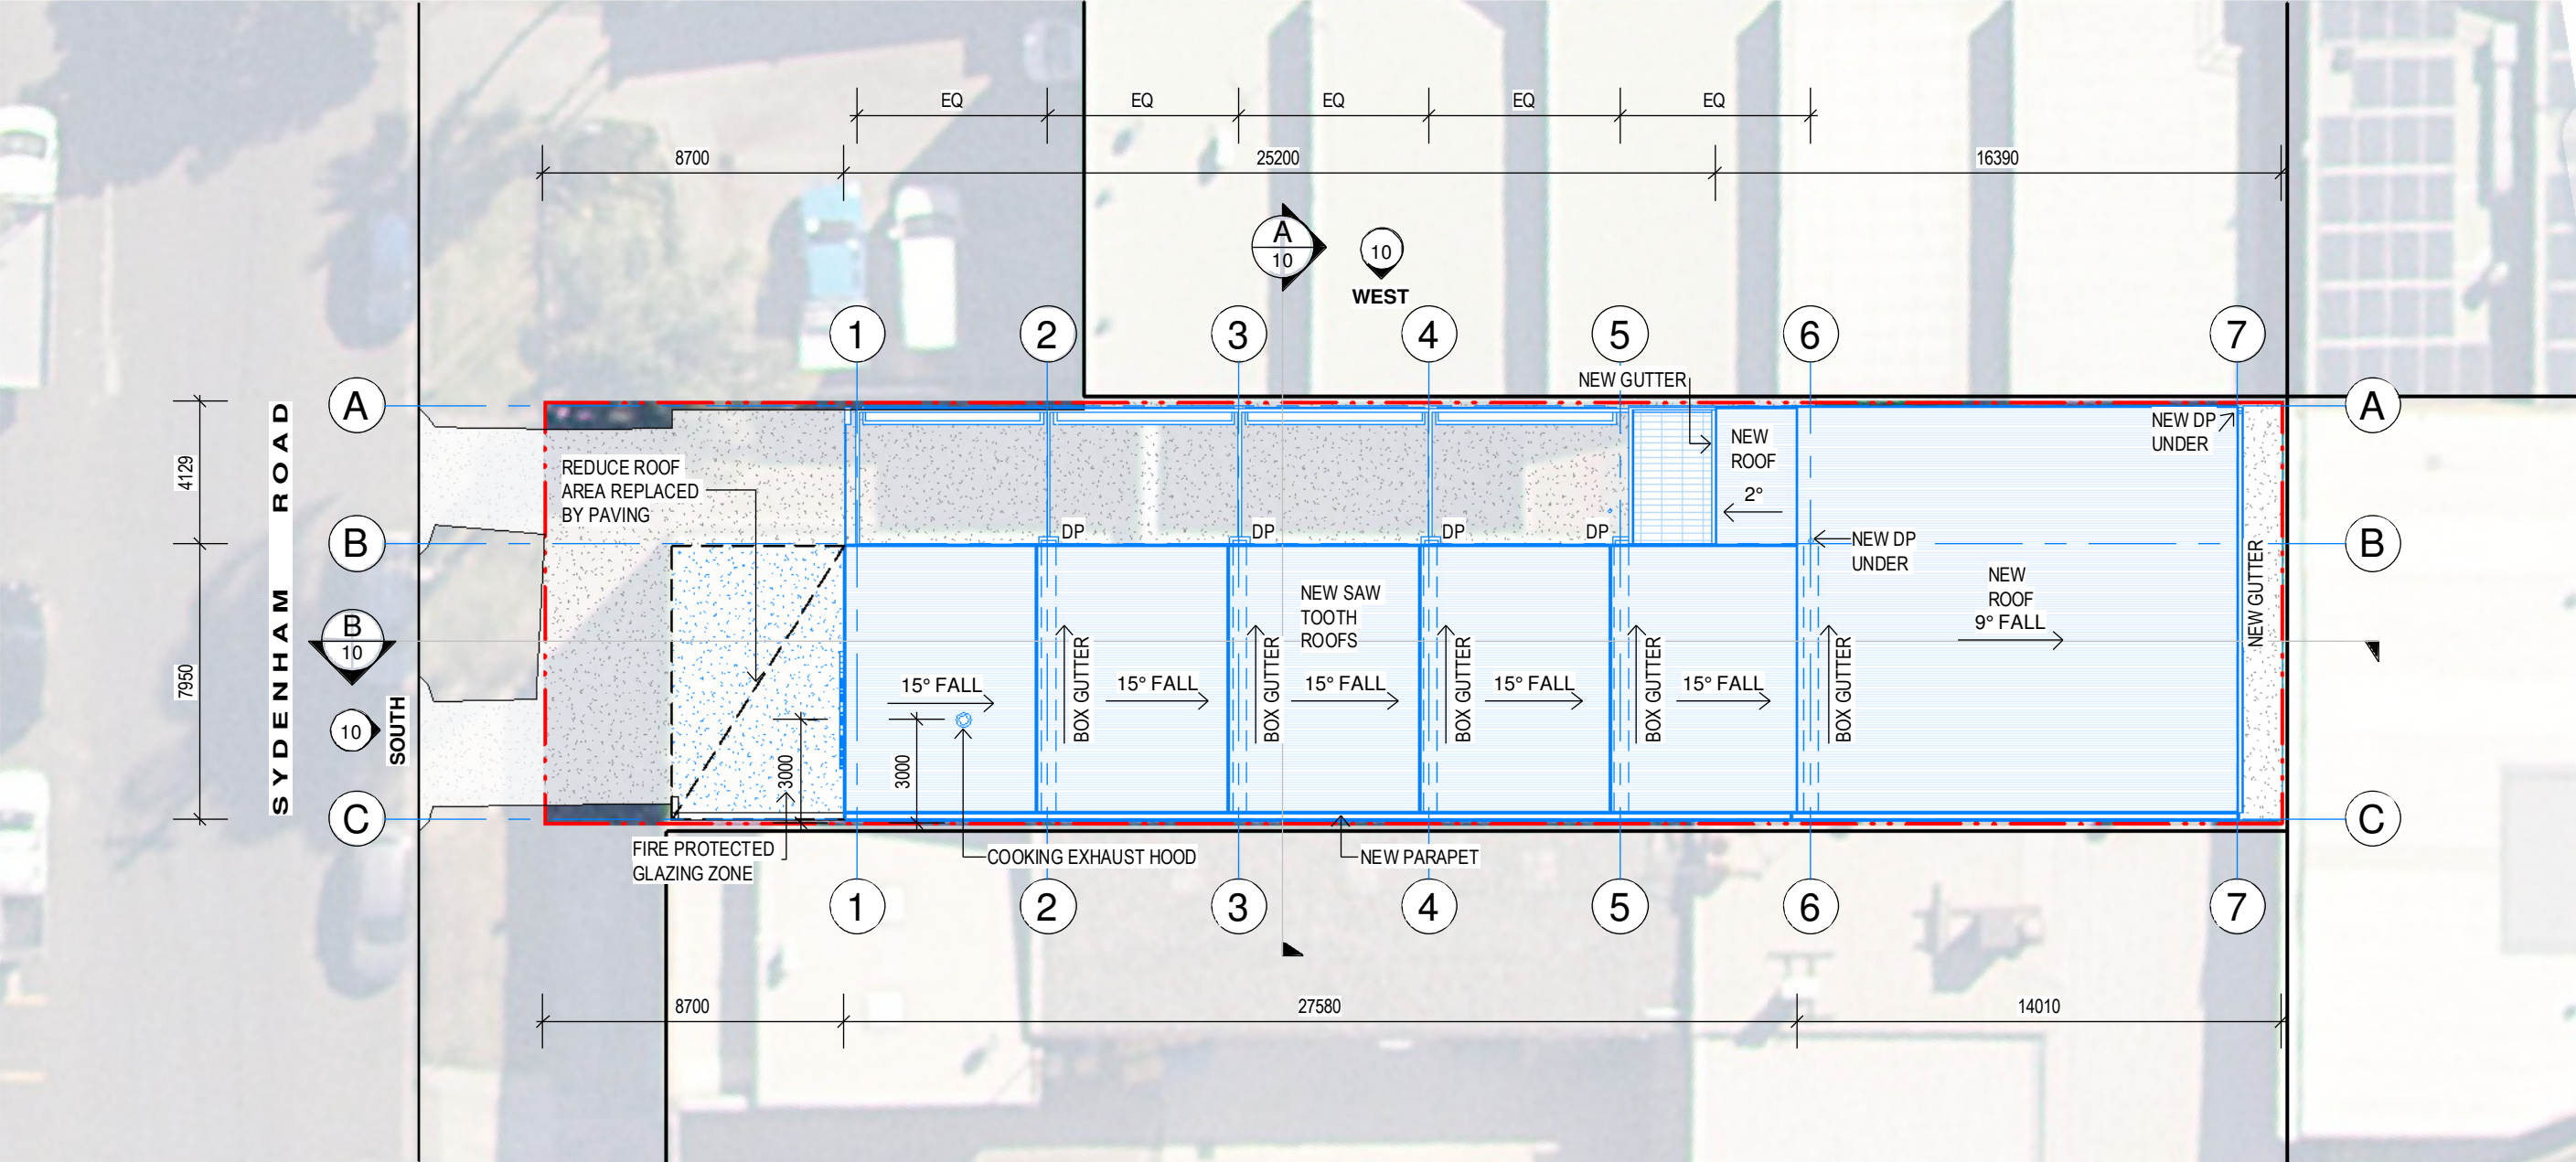 EQ
EQ
EQ
EQ
EQ
8700
25200
16390
A
10
10
WEST
1
2
3
4
5
6
7
NEW GUTTER
A
A
NEW DP
UNDER
NEW
ROOF
2°
4129
SYDENHAM ROAD
REDUCE ROOF
AREA REPLACED
BY PAVING
DP
DP
DP
DP
B
B
NEW DP
UNDER
NEW GUTTER
NEW
ROOF
9° FALL
NEW SAW
TOOTH
ROOFS
B
10
7950
10
SOUTH
15° FALL
BOX GUTTER
15° FALL
BOX GUTTER
15° FALL
BOX GUTTER
15° FALL
BOX GUTTER
15° FALL
BOX GUTTER
3000
3000
C
C
FIRE PROTECTED
GLAZING ZONE
COOKING EXHAUST HOOD
NEW PARAPET
1
2
3
4
5
6
7
8700
27580
14010